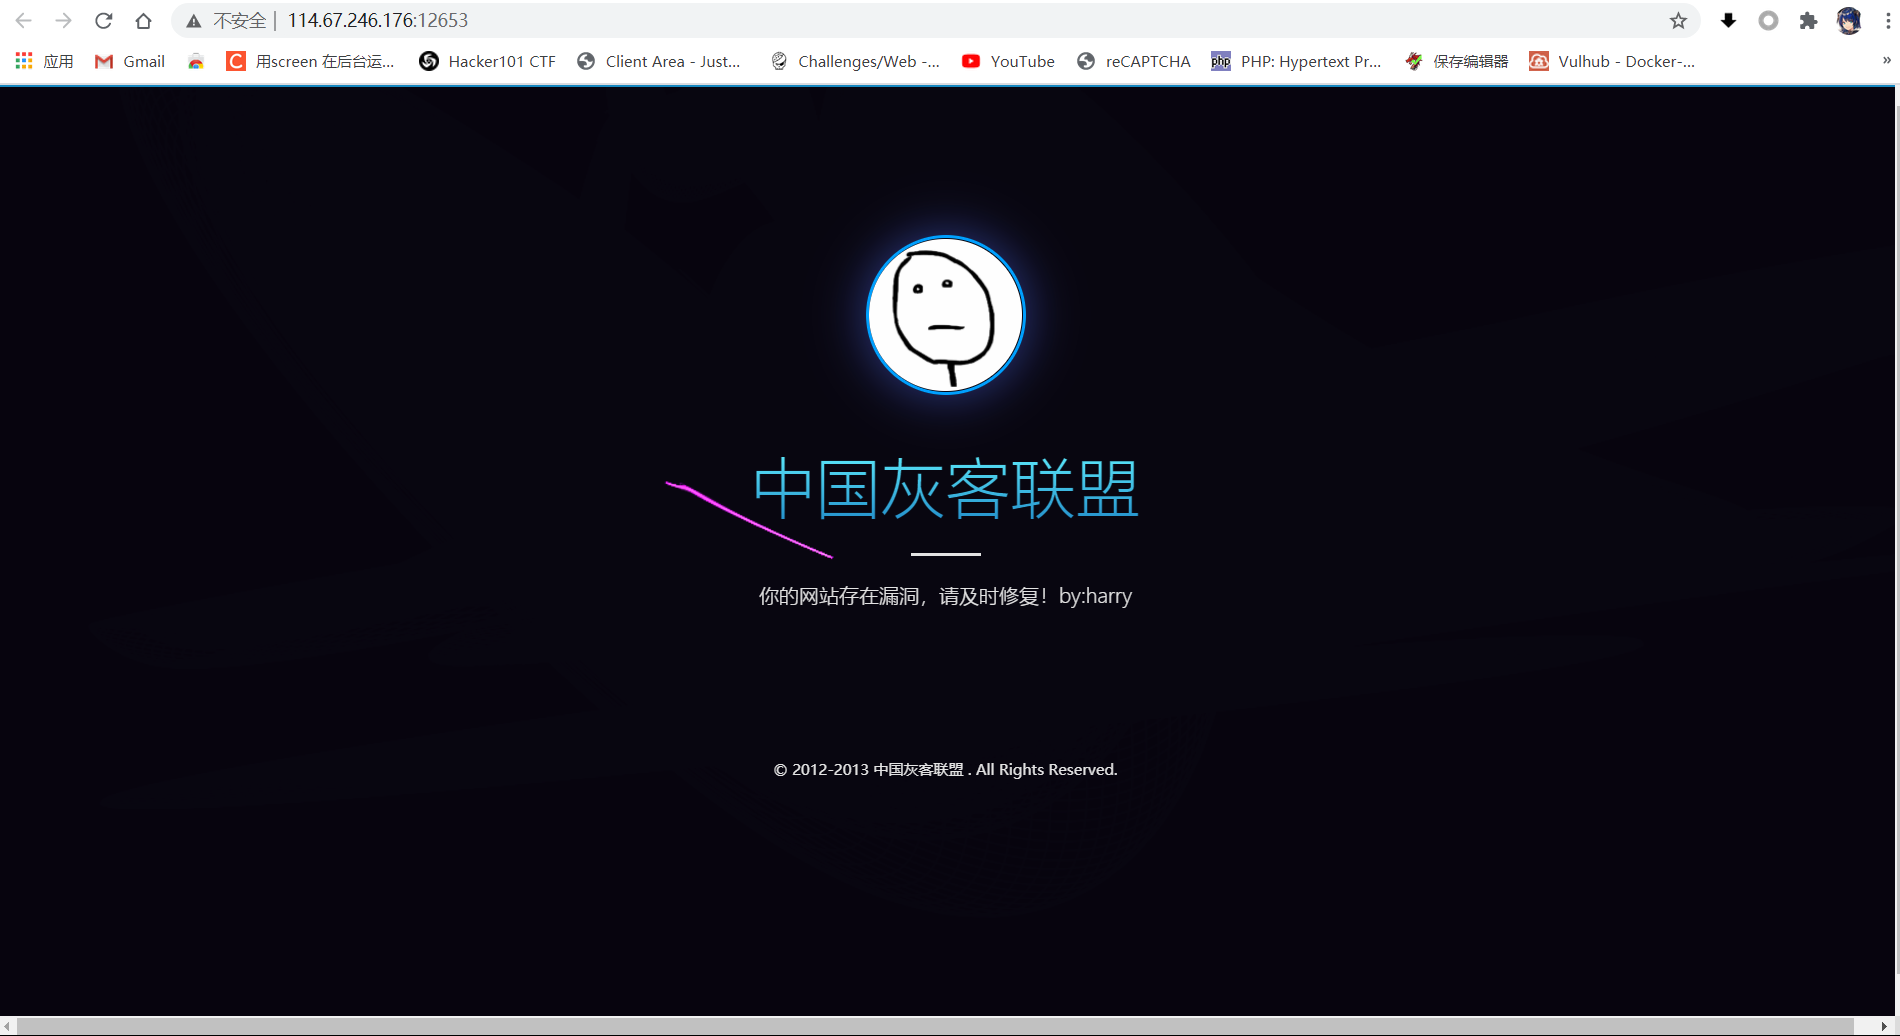 不安全 | 114.67.246.176:12653
应用 Gmail 用screen 在后台运... Hacker101 CTF Client Area - Just... Challenges/Web -... YouTube reCAPTCHA php PHP: Hypertext Pr... 保存编辑器 Vulhub - Docker-... »
中国灰客联盟
你的网站存在漏洞，请及时修复！by:harry
© 2012-2013 中国灰客联盟 . All Rights Reserved.